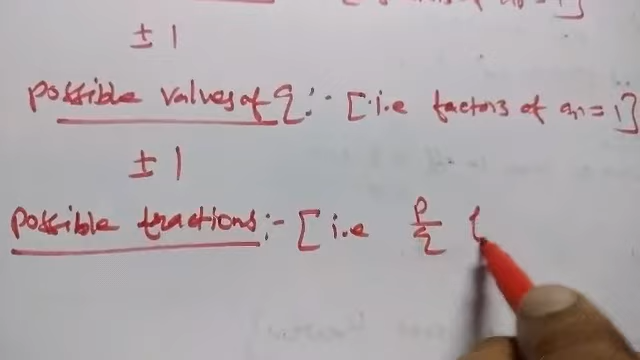 ± 1
possible values of q :- [i.e factors of an = 1]
± 1
possible fractions :- [i.e p/q {